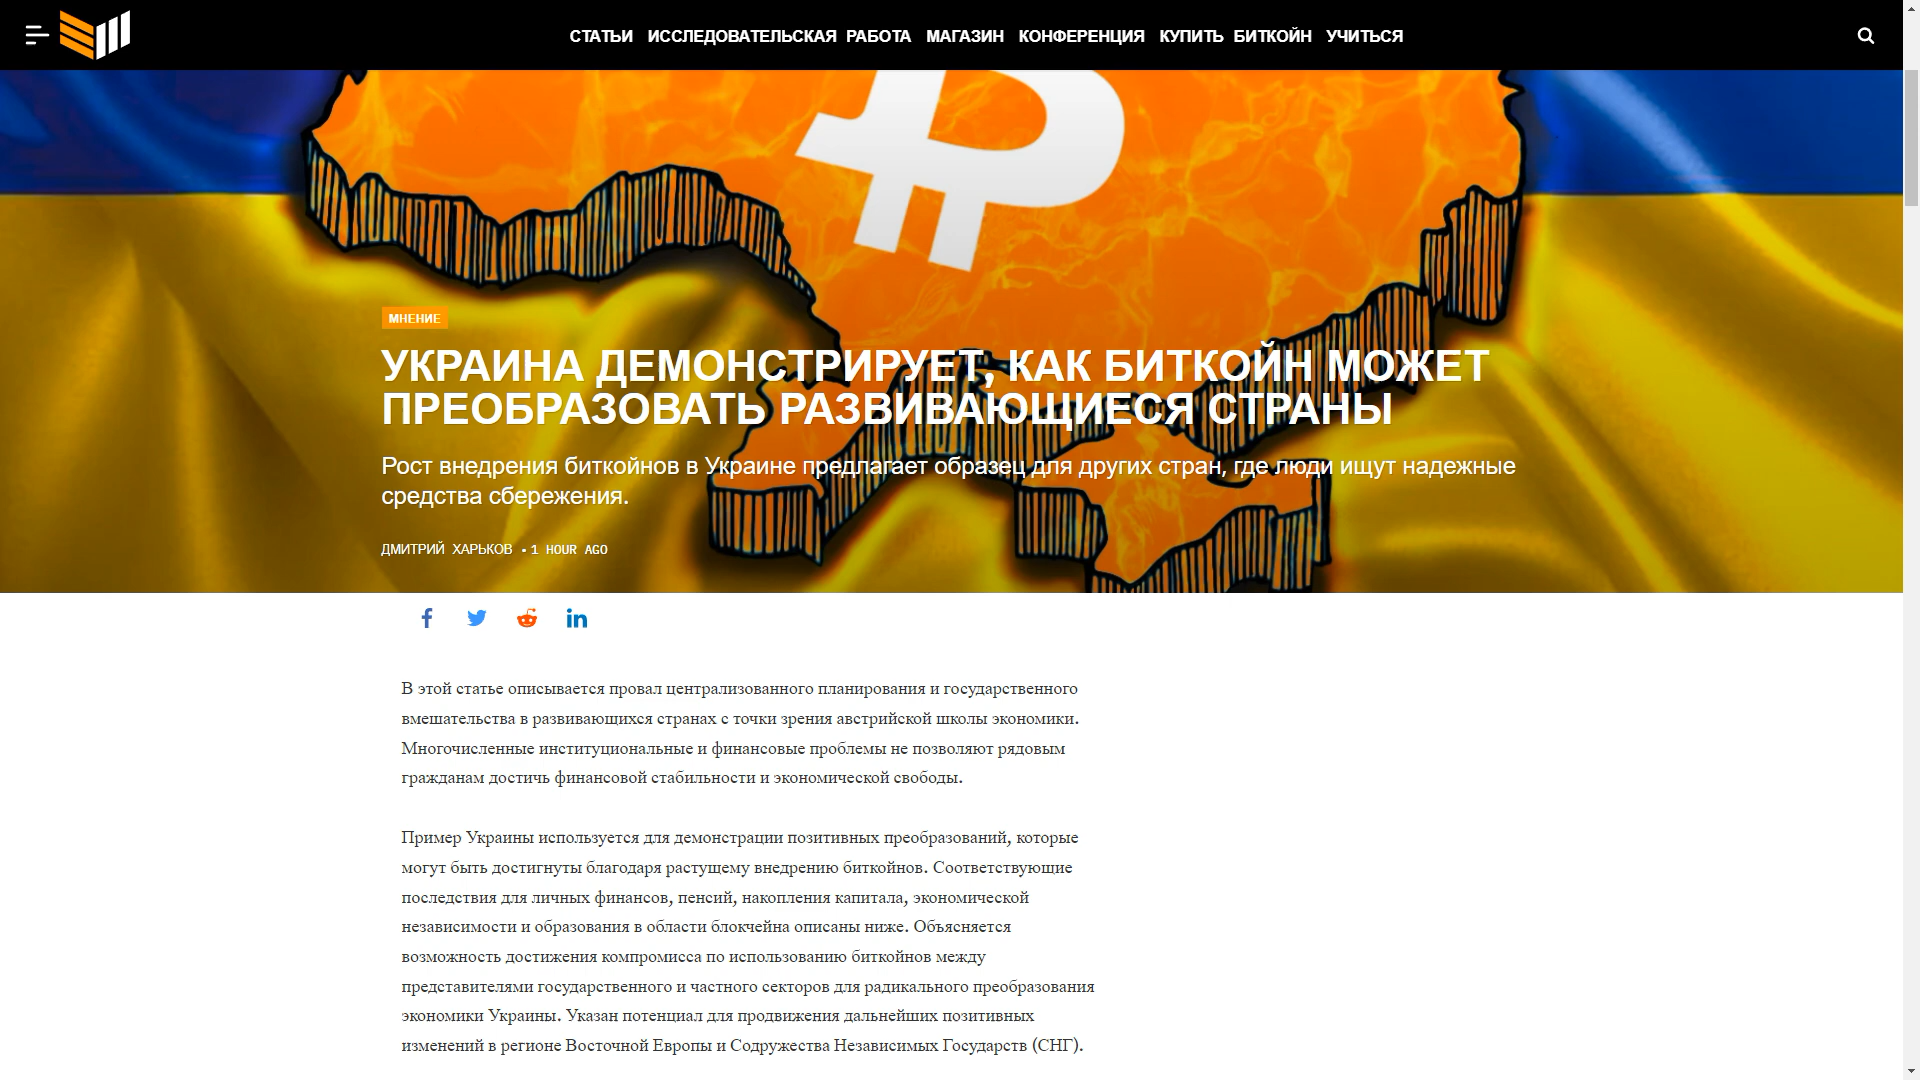 СТАТЬИ ИССЛЕДОВАТЕЛЬСКАЯ РАБОТА МАГАЗИН КОНФЕРЕНЦИЯ КУПИТЬ БИТКОЙН УЧИТЬСЯ
МНЕНИЕ
УКРАИНА ДЕМОНСТРИРУЕТ, КАК БИТКОЙН МОЖЕТ
ПРЕОБРАЗОВАТЬ РАЗВИВАЮЩИЕСЯ СТРАНЫ
Рост внедрения биткойнов в Украине предлагает образец для других стран, где люди ищут надежные
средства сбережения.
ДМИТРИЙ ХАРЬКОВ • 1 HOUR AGO
В этой статье описывается провал централизованного планирования и государственного
вмешательства в развивающихся странах с точки зрения австрийской школы экономики.
Многочисленные институциональные и финансовые проблемы не позволяют рядовым
гражданам достичь финансовой стабильности и экономической свободы.
Пример Украины используется для демонстрации позитивных преобразований, которые
могут быть достигнуты благодаря растущему внедрению биткойнов. Соответствующие
последствия для личных финансов, пенсий, накопления капитала, экономической
независимости и образования в области блокчейна описаны ниже. Объясняется
возможность достижения компромисса по использованию биткойнов между
представителями государственного и частного секторов для радикального преобразования
экономики Украины. Указан потенциал для продвижения дальнейших позитивных
изменений в регионе Восточной Европы и Содружества Независимых Государств (СНГ).